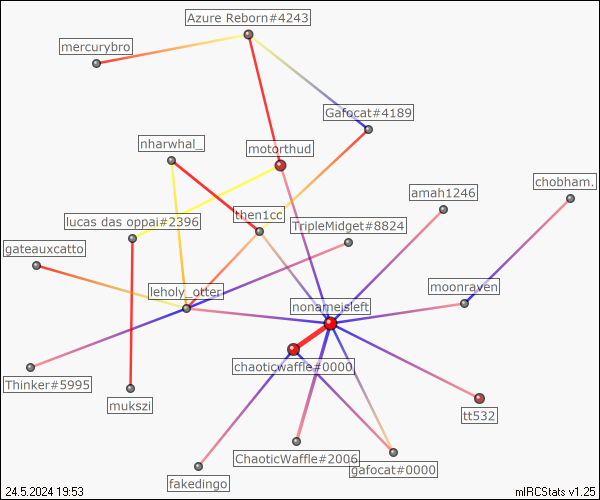 Azure Reborn#4243
mercurybro
Gafocat#4189
nharwhal_
motorthud
chobham.
amah1246
then1cc
lucas das oppai#2396
TripleMidget#8824
gateauxcatto
leholy_otter
moonraven
nonameisleft
chaoticwaffle#0000
Thinker#5995
mukszi
tt532
ChaoticWaffle#2006
gafocat#0000
fakedingo
24.5.2024 19:53
mIRCStats v1.25